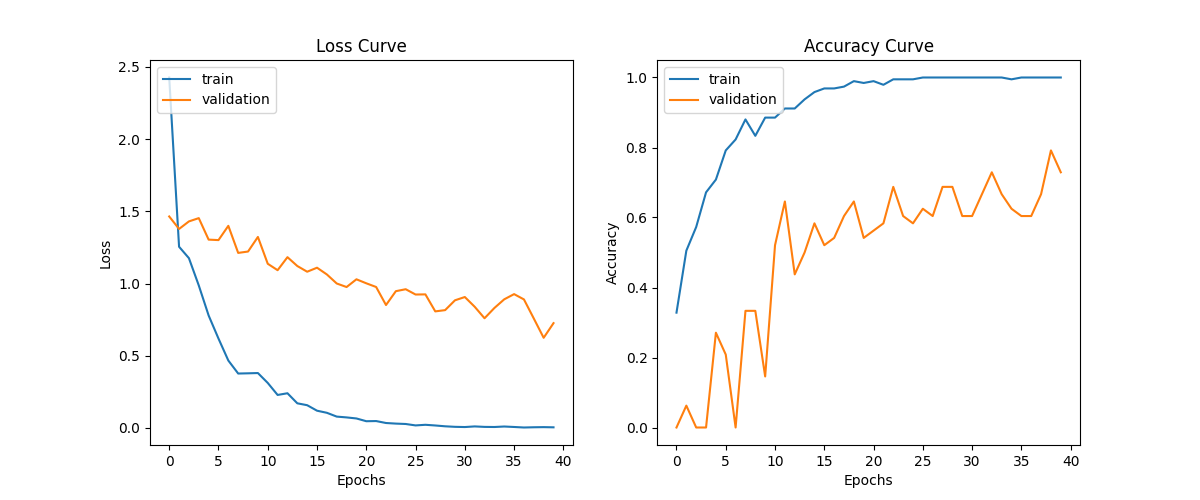 Loss Curve
Loss
2.5
2.0
1.5
1.0
0.5
0.0
train
validation
0 5 10 15 20 25 30 35 40
Epochs
Accuracy Curve
Accuracy
1.0
0.8
0.6
0.4
0.2
0.0
train
validation
0 5 10 15 20 25 30 35 40
Epochs